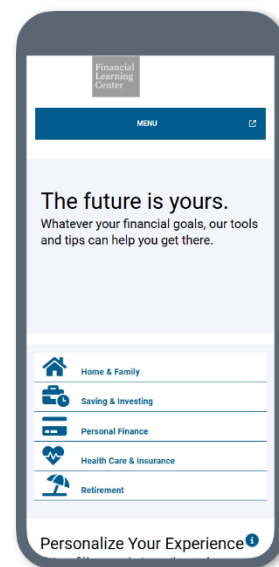 Financial
Learning
Center
MENU
The future is yours.
Whatever your financial goals, our tools
and tips can help you get there.
Home & Family
Saving & Investing
Personal Finance
Health Care & Insurance
Retirement
Personalize Your Experience